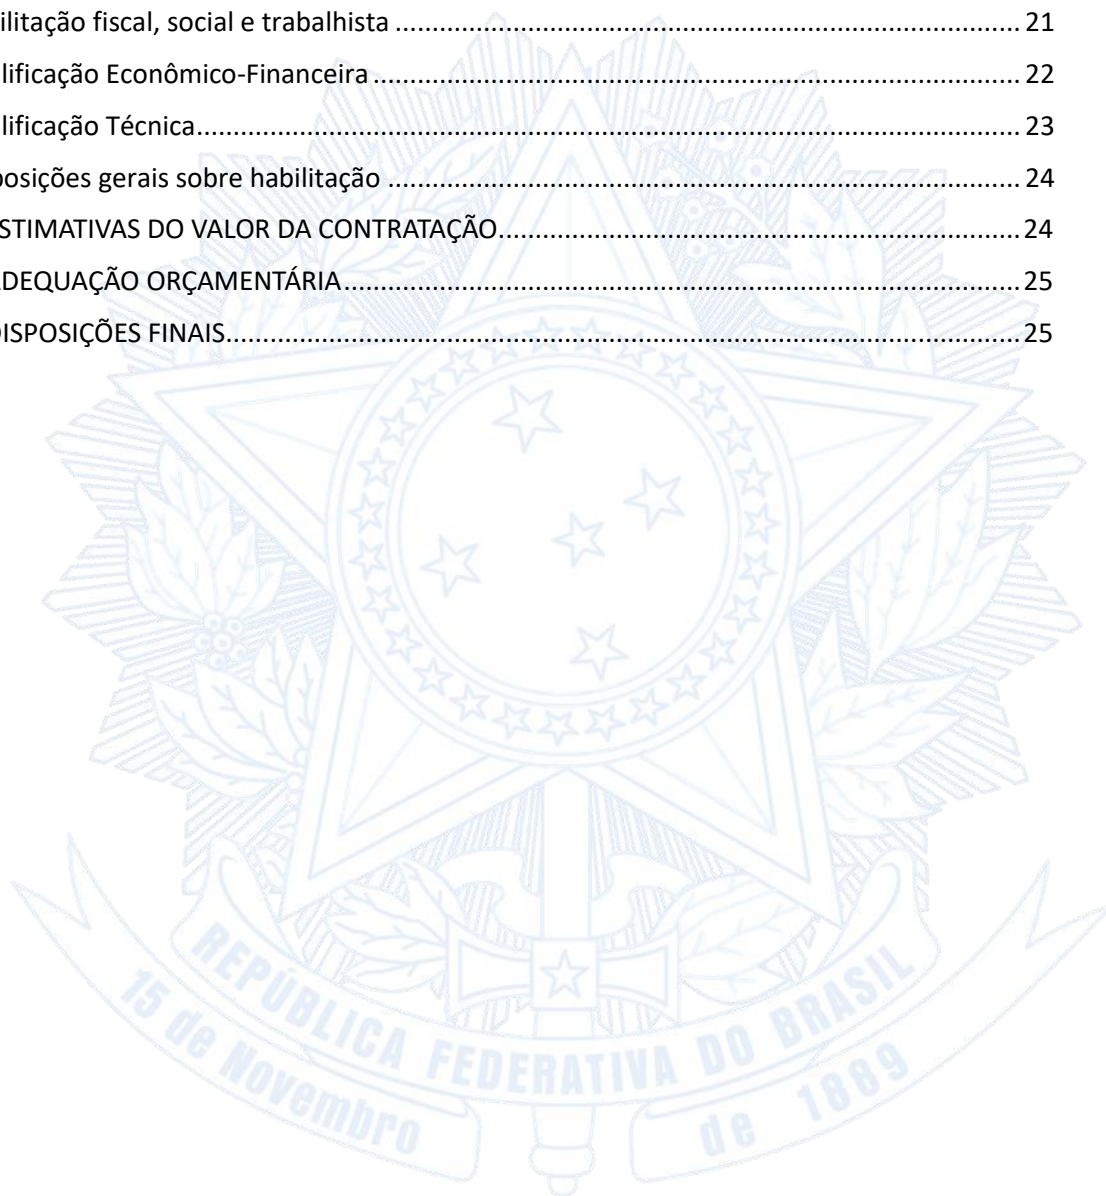 ilitação fiscal, social e trabalhista ........ 21
lificação Econômico-Financeira ........ 22
lificação Técnica ........ 23
posições gerais sobre habilitação ........ 24
STIMATIVAS DO VALOR DA CONTRATAÇÃO ........ 24
DEQUAÇÃO ORÇAMENTÁRIA ........ 25
DISPOSIÇÕES FINAIS ........ 25
REPÚBLICA FEDERATIVA DO BRASIL
15 de Novembro de 1889